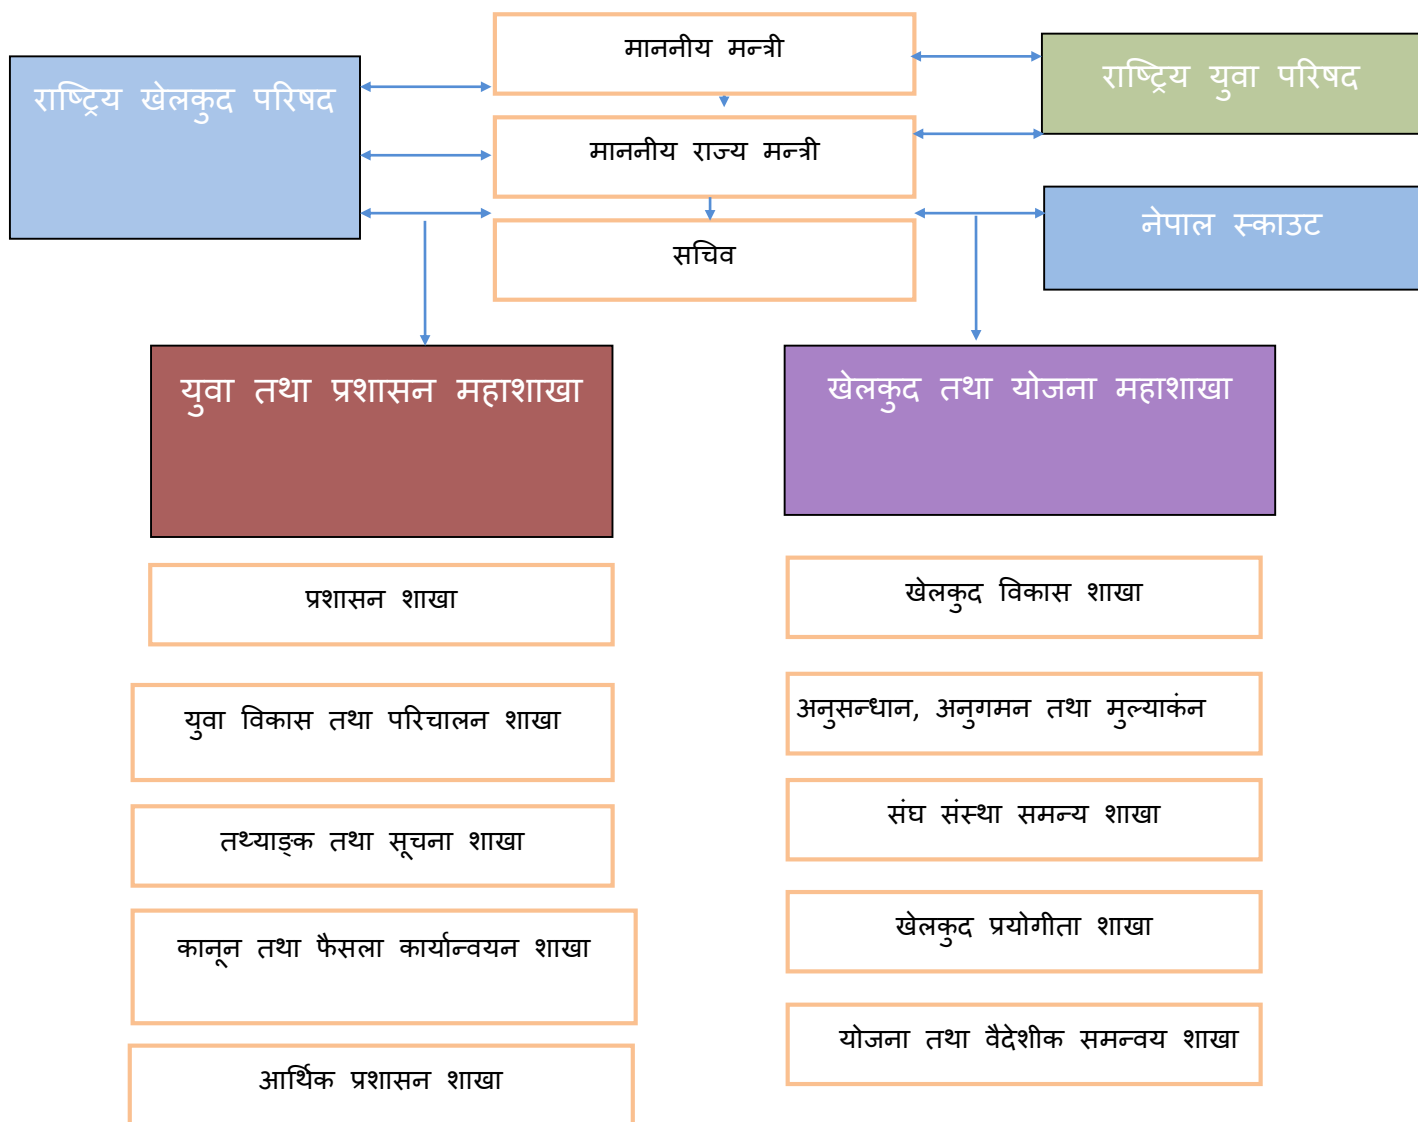 माननीय मन्त्री
राष्ट्रिय खेलकुद परिषद
राष्ट्रिय युवा परिषद
माननीय राज्य मन्त्री
नेपाल स्काउट
सचिव
युवा तथा प्रशासन महाशाखा
खेलकुद तथा योजना महाशाखा
प्रशासन शाखा
युवा विकास तथा परिचालन शाखा
तथ्याङ्क तथा सूचना शाखा
कानून तथा फैसला कार्यान्वयन शाखा
आर्थिक प्रशासन शाखा
खेलकुद विकास शाखा
अनुसन्धान, अनुगमन तथा मुल्याकंन
संघ संस्था समन्य शाखा
खेलकुद प्रयोगीता शाखा
योजना तथा वैदेशीक समन्वय शाखा